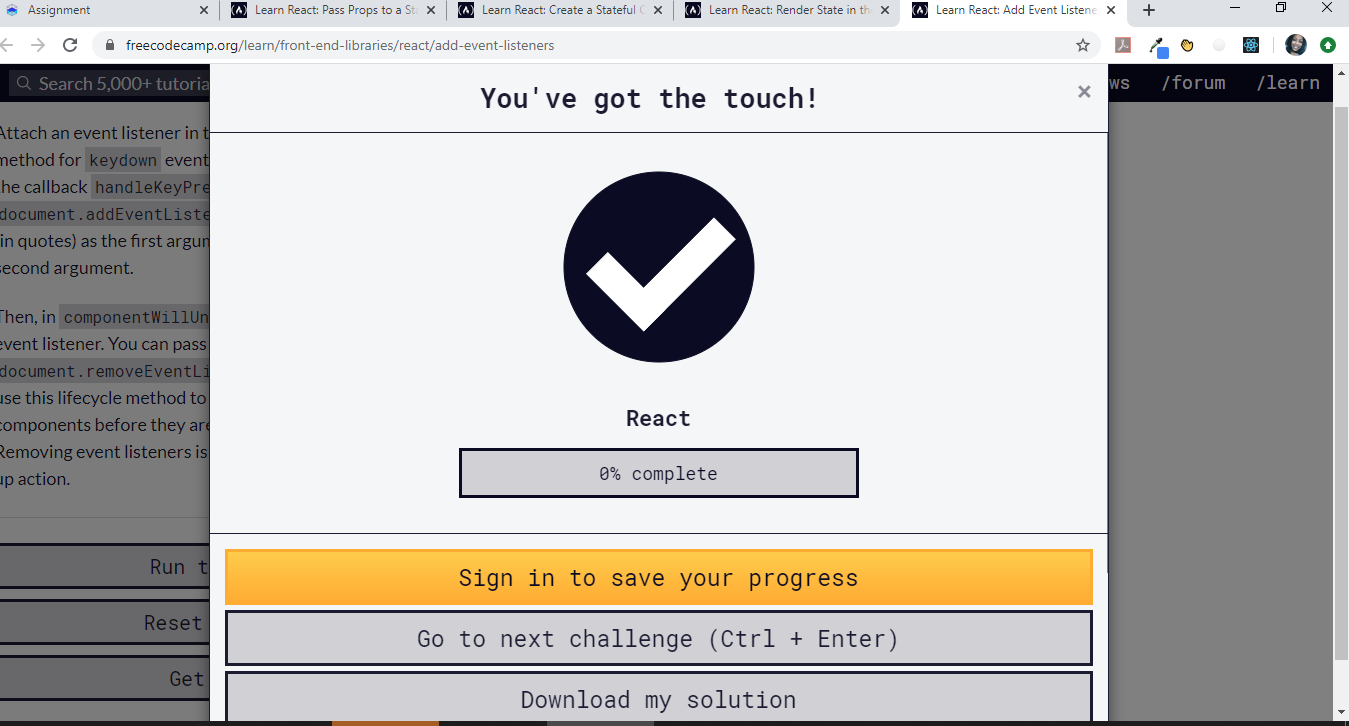 Assignment
Learn React: Pass Props to a Sta
Learn React: Create a Stateful C
Learn React: Render State in the
Learn React: Add Event Listene
freecodecamp.org/learn/front-end-libraries/react/add-event-listeners
Search 5,000+ tutoria
ws /forum /learn
Attach an event listener in t
method for keydown event
the callback handleKeyPre
document.addEventListe
(in quotes) as the first argum
second argument.
Then, in componentWillUn
event listener. You can pass
document.removeEventLi
use this lifecycle method to
components before they are
Removing event listeners is
up action.
Run t
Reset
Get
You've got the touch!
React
0% complete
Sign in to save your progress
Go to next challenge (Ctrl + Enter)
Download my solution